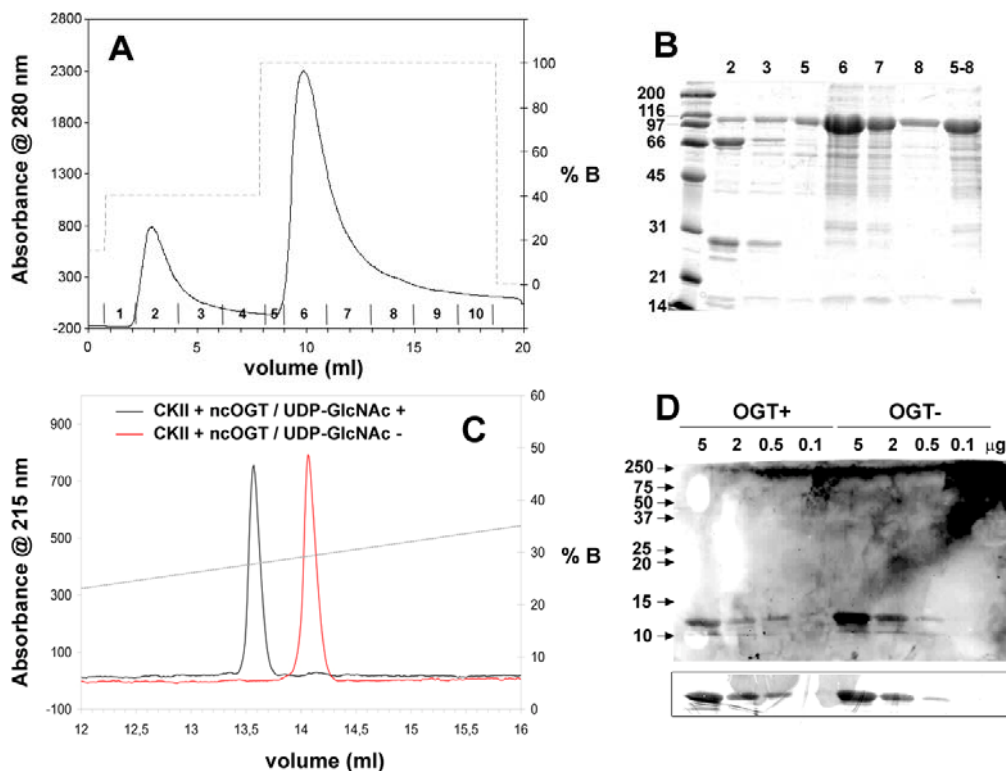 A
Absorbance @ 280 nm
2800
2300
1800
1300
800
300
-200
100
80
60
40
20
0
% B
1 2 3 4 5 6 7 8 9 10
0 5 10 15 20
volume (ml)
B
2 3 5 6 7 8 5-8
200
116
97
66
45
31
21
14
C
CKII + ncOGT / UDP-GlcNAc +
CKII + ncOGT / UDP-GlcNAc -
Absorbance @ 215 nm
900
700
500
300
100
-100
60
50
40
30
20
10
0
% B
12 12,5 13 13,5 14 14,5 15 15,5 16
volume (ml)
D
OGT+ OGT-
5 2 0.5 0.1 5 2 0.5 0.1 µg
250
75
50
37
25
20
15
10